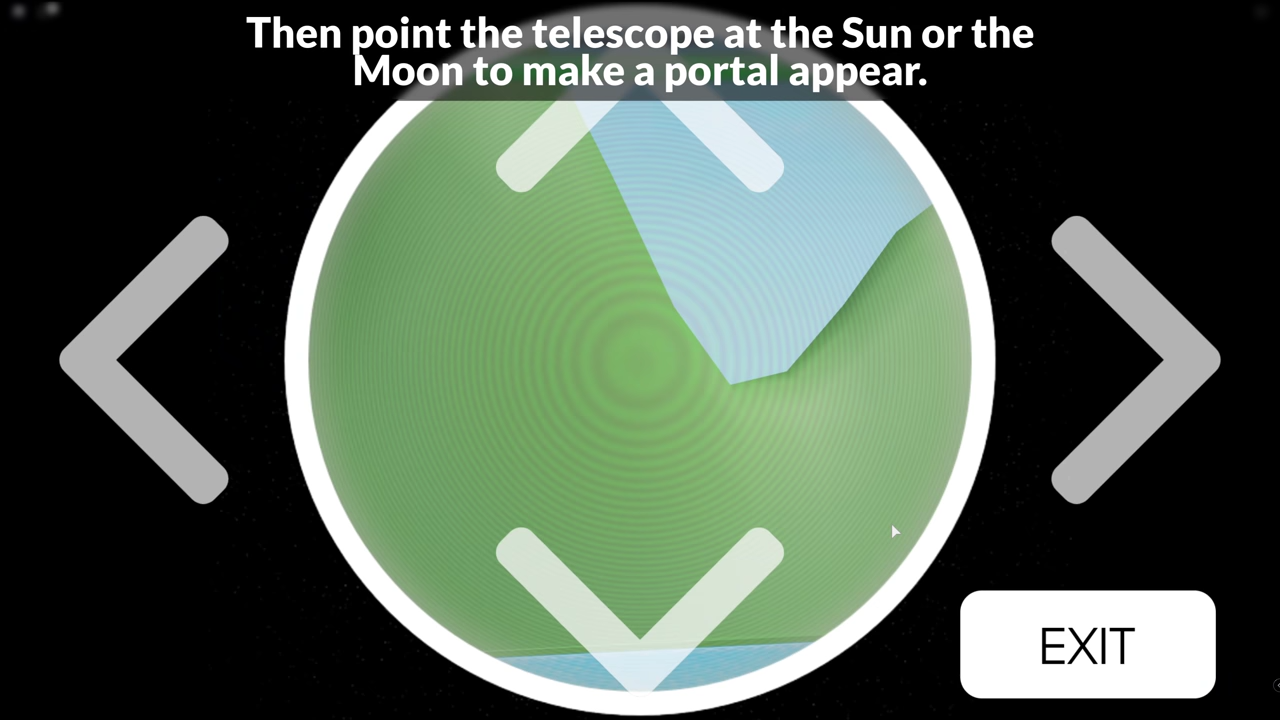 Then point the telescope at the Sun or the
Moon to make a portal appear.
EXIT